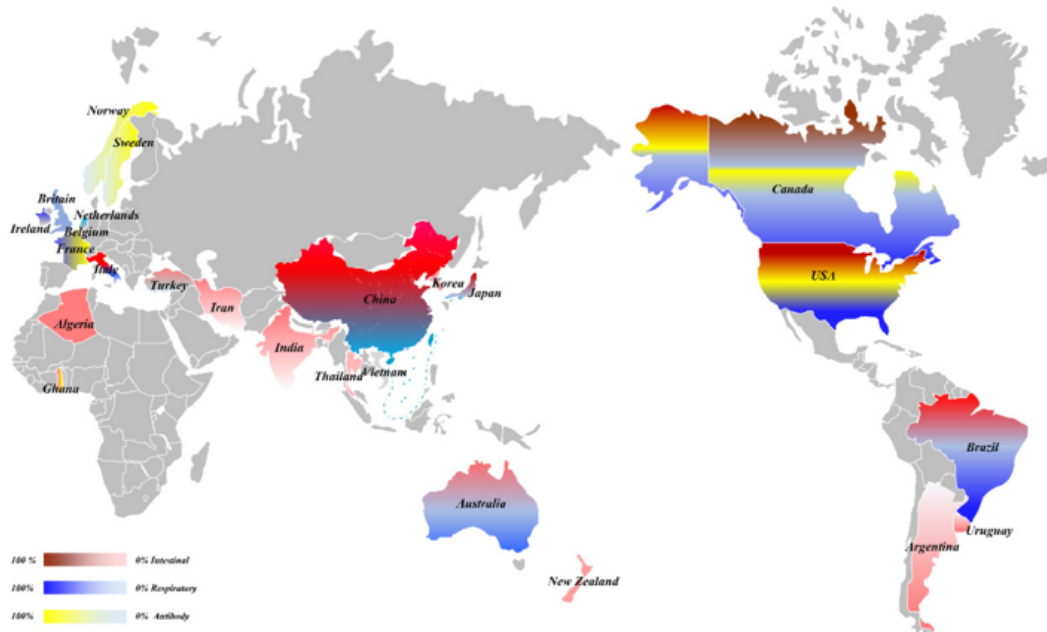 Norway
Sweden
Britain
Netherlands
Ireland
Belgium
France
Italy
Turkey
Iran
Algeria
Ghana
India
China
Korea
Japan
Thailand
Vietnam
Australia
New Zealand
Canada
USA
Brazil
Uruguay
Argentina
100 % 0% Intestinal
100% 0% Respiratory
100% 0% Antibody